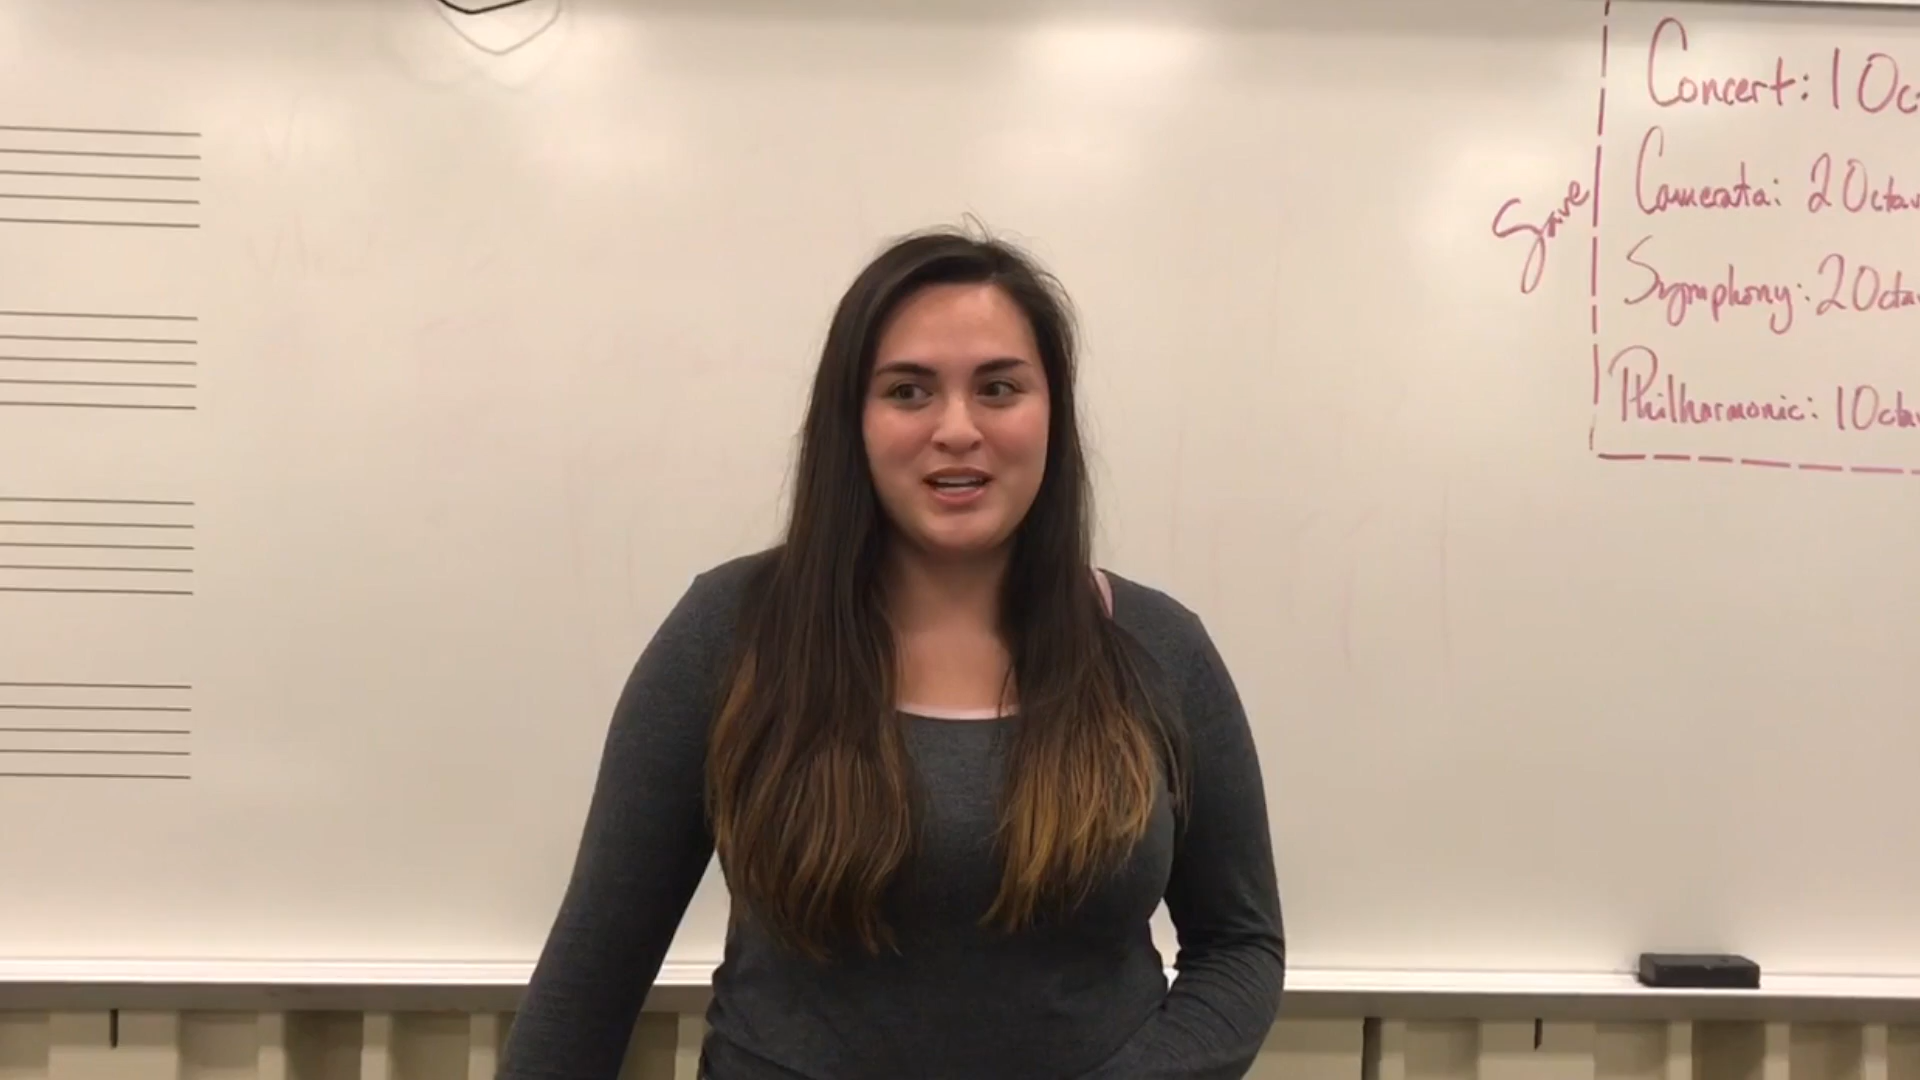 Save
Concert: 1 Oc
Camerata: 2 Octav
Symphony: 2 Octa
Philharmonic: 1 Octav